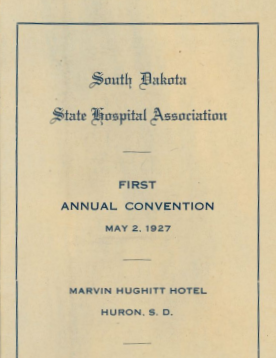 South Dakota
State Hospital Association
FIRST
ANNUAL CONVENTION
MAY 2, 1927
MARVIN HUGHITT HOTEL
HURON, S. D.